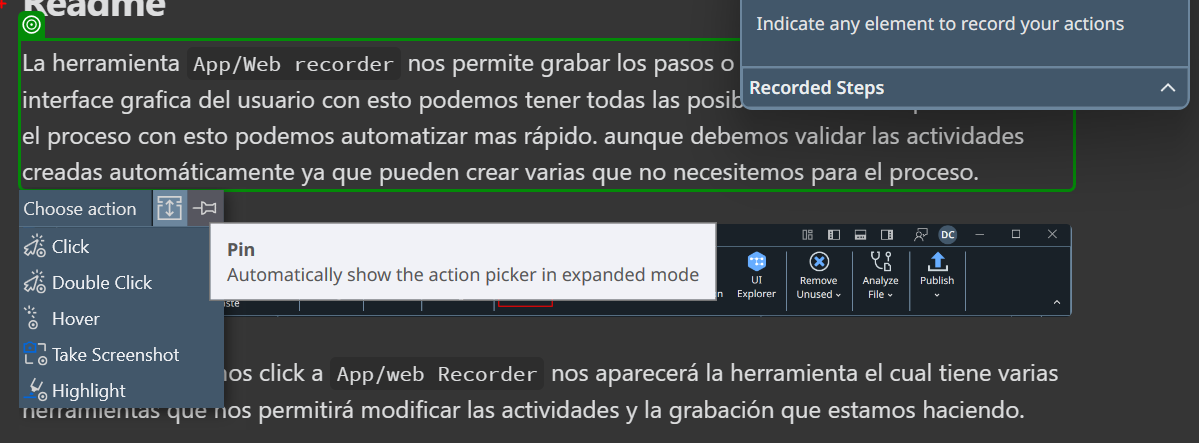 Readme
Indicate any element to record your actions
Recorded Steps
La herramienta App/Web recorder nos permite grabar los pasos o
interface grafica del usuario con esto podemos tener todas las
el proceso con esto podemos automatizar mas rápido. aunque debemos validar las actividades
creadas automáticamente ya que pueden crear varias que no necesitemos para el proceso.
Choose action
Click
Double Click
Hover
Take Screenshot
Highlight
Pin
Automatically show the action picker in expanded mode
DC
UI
Explorer
Remove
Unused
Analyze
File
Publish
click a App/web Recorder nos aparecerá la herramienta el cual tiene varias
herramientas que nos permitirá modificar las actividades y la grabación que estamos haciendo.